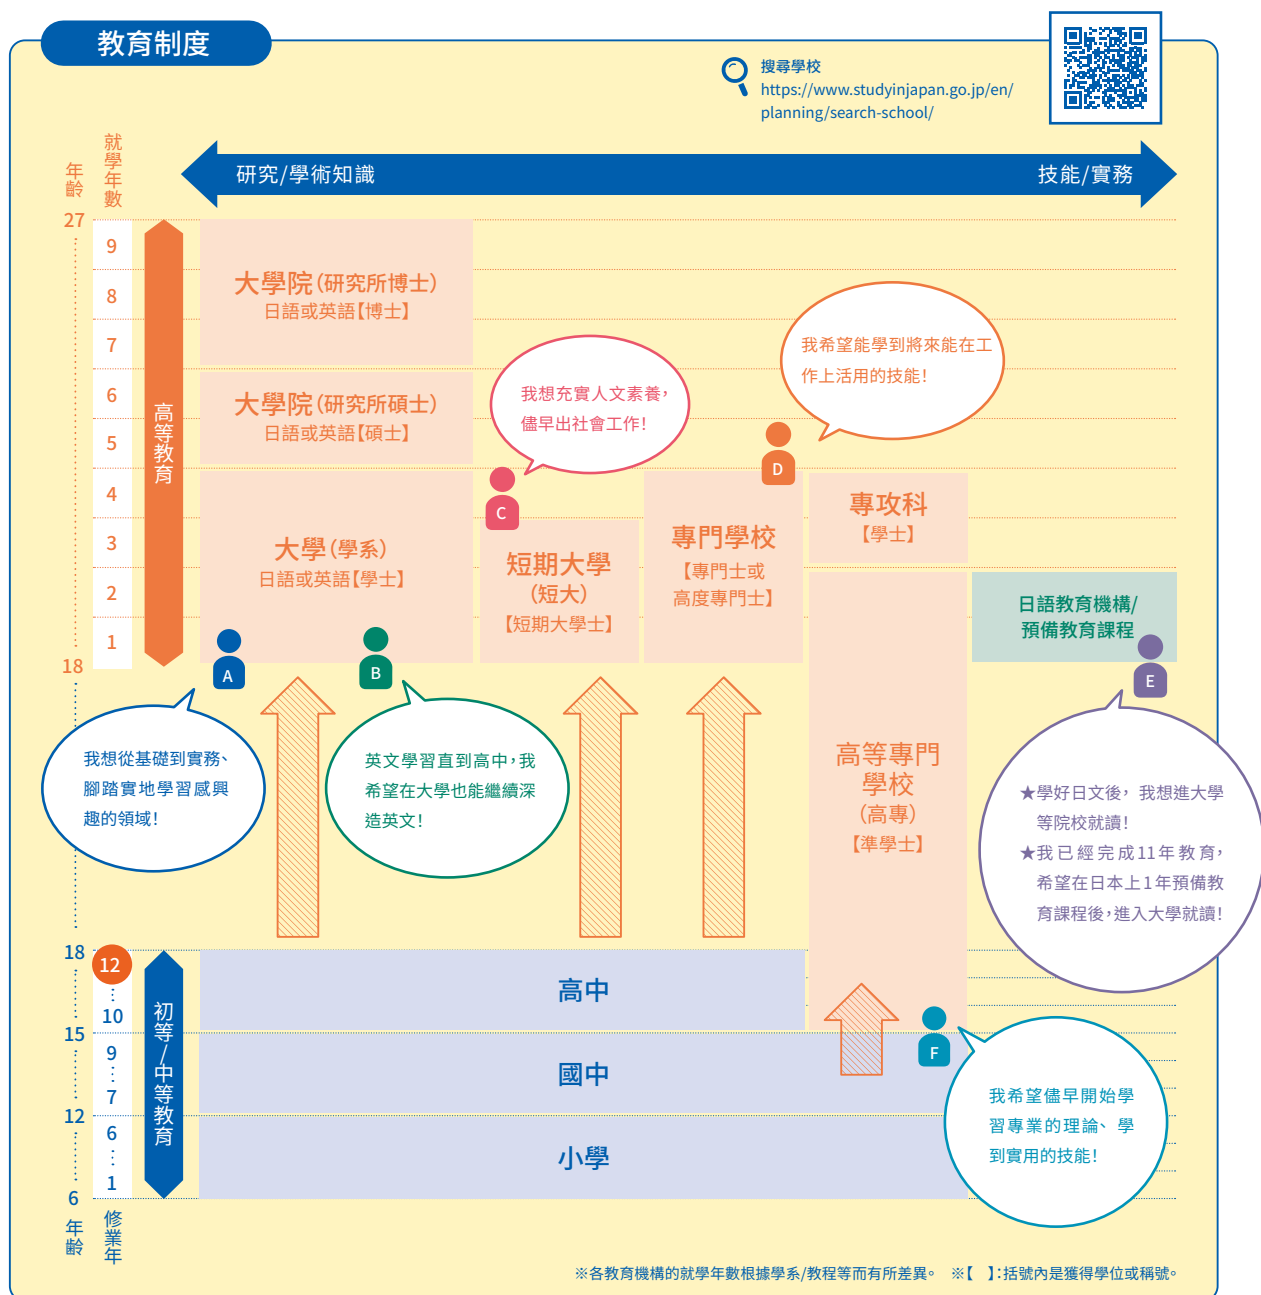 教育制度
搜尋學校
https://www.studyinjapan.go.jp/en/
planning/search-school/
年齡
就學年數
研究/學術知識
技能/實務
27
9
8
7
6
5
4
3
2
1
18
高等教育
大學院(研究所博士)
日語或英語【博士】
大學院(研究所碩士)
日語或英語【碩士】
大學(學系)
日語或英語【學士】
我想充實人文素養，
儘早出社會工作！
C
短期大學
(短大)
【短期大學士】
我希望能學到將來能在工
作上活用的技能！
D
專門學校
【專門士或
高度專門士】
專攻科
【學士】
日語教育機構/
預備教育課程
A
B
E
我想從基礎到實務、
腳踏實地學習感興
趣的領域！
英文學習直到高中，我
希望在大學也能繼續深
造英文！
高等專門
學校
(高專)
【準學士】
★學好日文後，我想進大學
等院校就讀！
★我已經完成11年教育，
希望在日本上1年預備教
育課程後，進入大學就讀！
18
12
10
15
9
7
12
6
1
6
年齡
修業年
初等/中等教育
高中
國中
小學
F
我希望儘早開始學
習專業的理論、學
到實用的技能！
※各教育機構的就學年數根據學系/教程等而有所差異。 ※【 】：括號內是獲得學位或稱號。